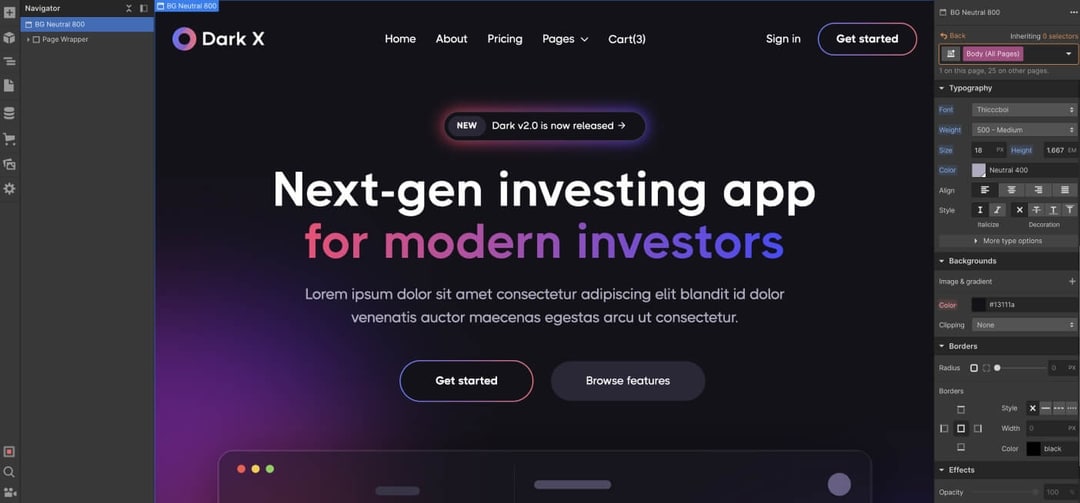 Navigator
BG Neutral 800
Page Wrapper
BG Neutral 800
Dark X
Home
About
Pricing
Pages
Cart(3)
Sign in
Get started
NEW
Dark v2.0 is now released →
Next-gen investing app
for modern investors
Lorem ipsum dolor sit amet consectetur adipiscing elit blandit id dolor
venenatis auctor maecenas egestas arcu ut consectetur.
Get started
Browse features
BG Neutral 800
Back
Inheriting 0 selectors
Body (All Pages)
1 on this page, 25 on other pages.
Typography
Font
Thicccboi
Weight
500 - Medium
Size
18
PX
Height
1.667
EM
Color
Neutral 400
Align
Style
Italicize
Decoration
More type options
Backgrounds
Image & gradient
Color
#13111a
Clipping
None
Borders
Radius
0
PX
Borders
Style
Width
0
PX
Color
black
Effects
Opacity
100
%